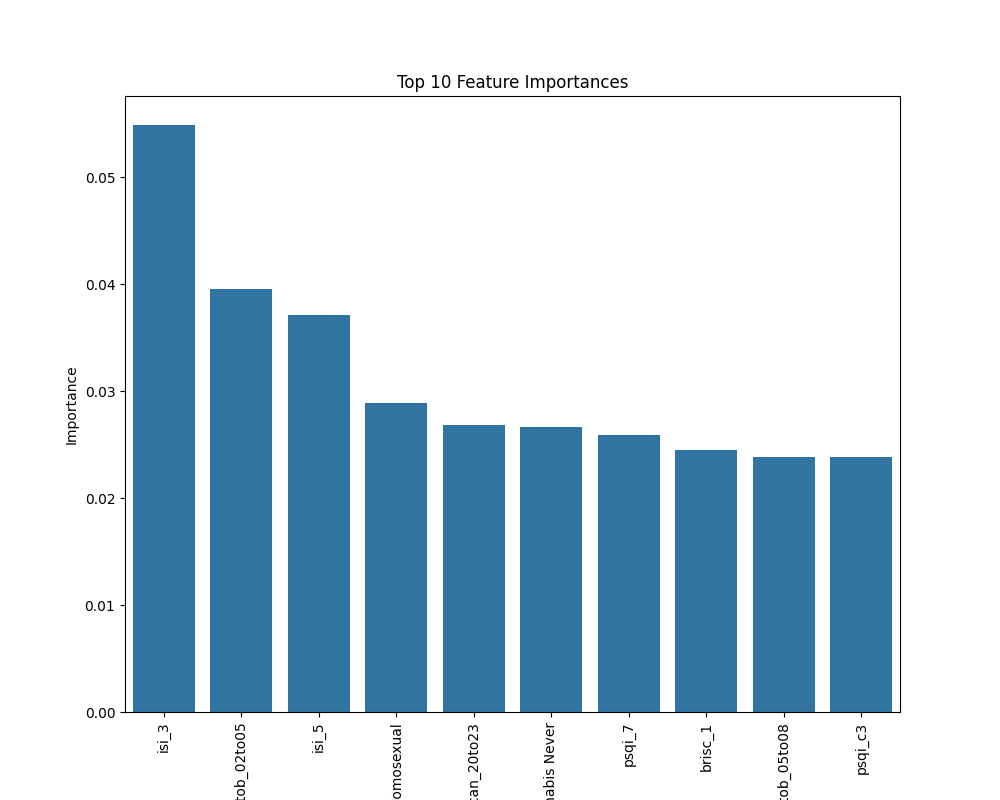 Top 10 Feature Importances
Importance
0.05
0.04
0.03
0.02
0.01
0.00
isi_3
tob_02to05
isi_5
omosexual
can_20to23
nabis Never
psqi_7
brisc_1
tob_05to08
psqi_c3